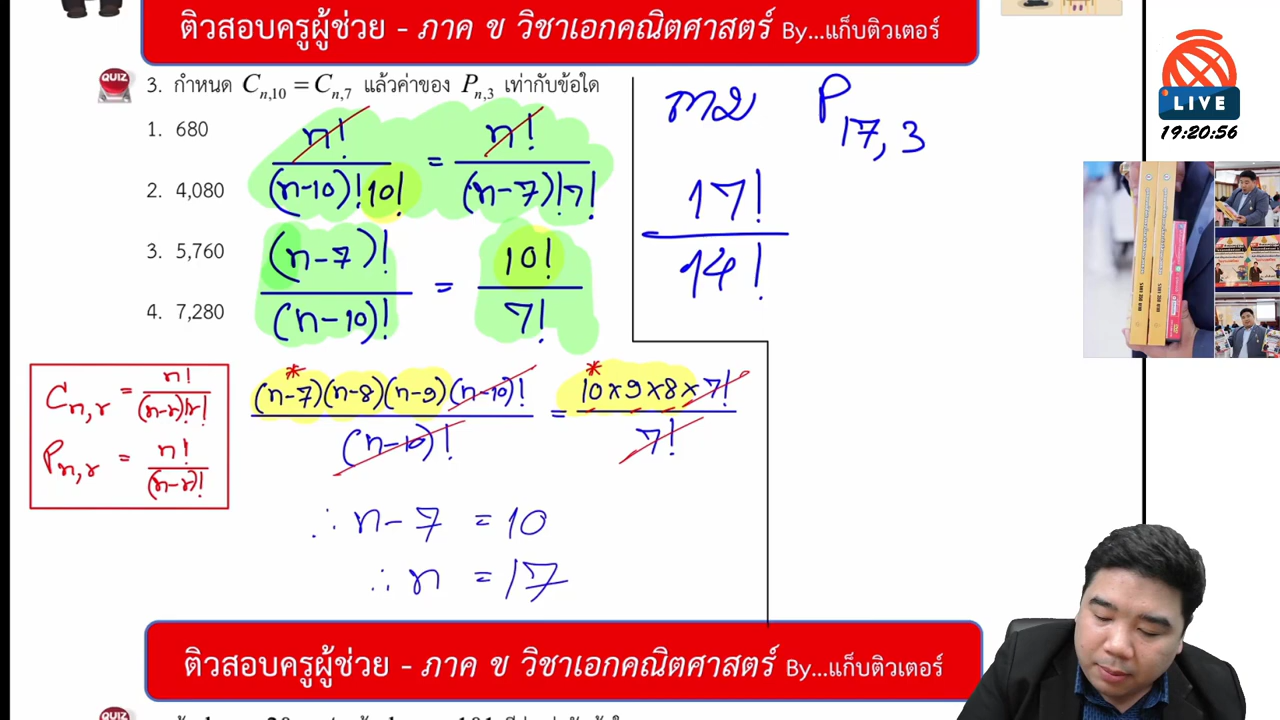 ติวสอบครูผู้ช่วย - ภาค ข วิชาเอกคณิตศาสตร์ By...แก็บติวเตอร์
QUIZ 3. กำหนด C_{n,10} = C_{n,7} แล้วค่าของ P_{n,3} เท่ากับข้อใด
1. 680
2. 4,080
3. 5,760
4. 7,280
n!/(n-10)!10! = n!/(n-7)!7!
(n-7)!/(n-10)! = 10!/7!
(n-7)(n-8)(n-9)(n-10)!/(n-10)! = 10×9×8×7!/7!
∴ n-7 = 10
∴ n = 17
C_{n,r} = n!/(n-r)!r!
P_{n,r} = n!/(n-r)!
ถาม P_{17,3}
17!/14!
LIVE
19:20:56
ติวสอบครูผู้ช่วย - ภาค ข วิชาเอกคณิตศาสตร์ By...แก็บติวเตอร์
QUIZ